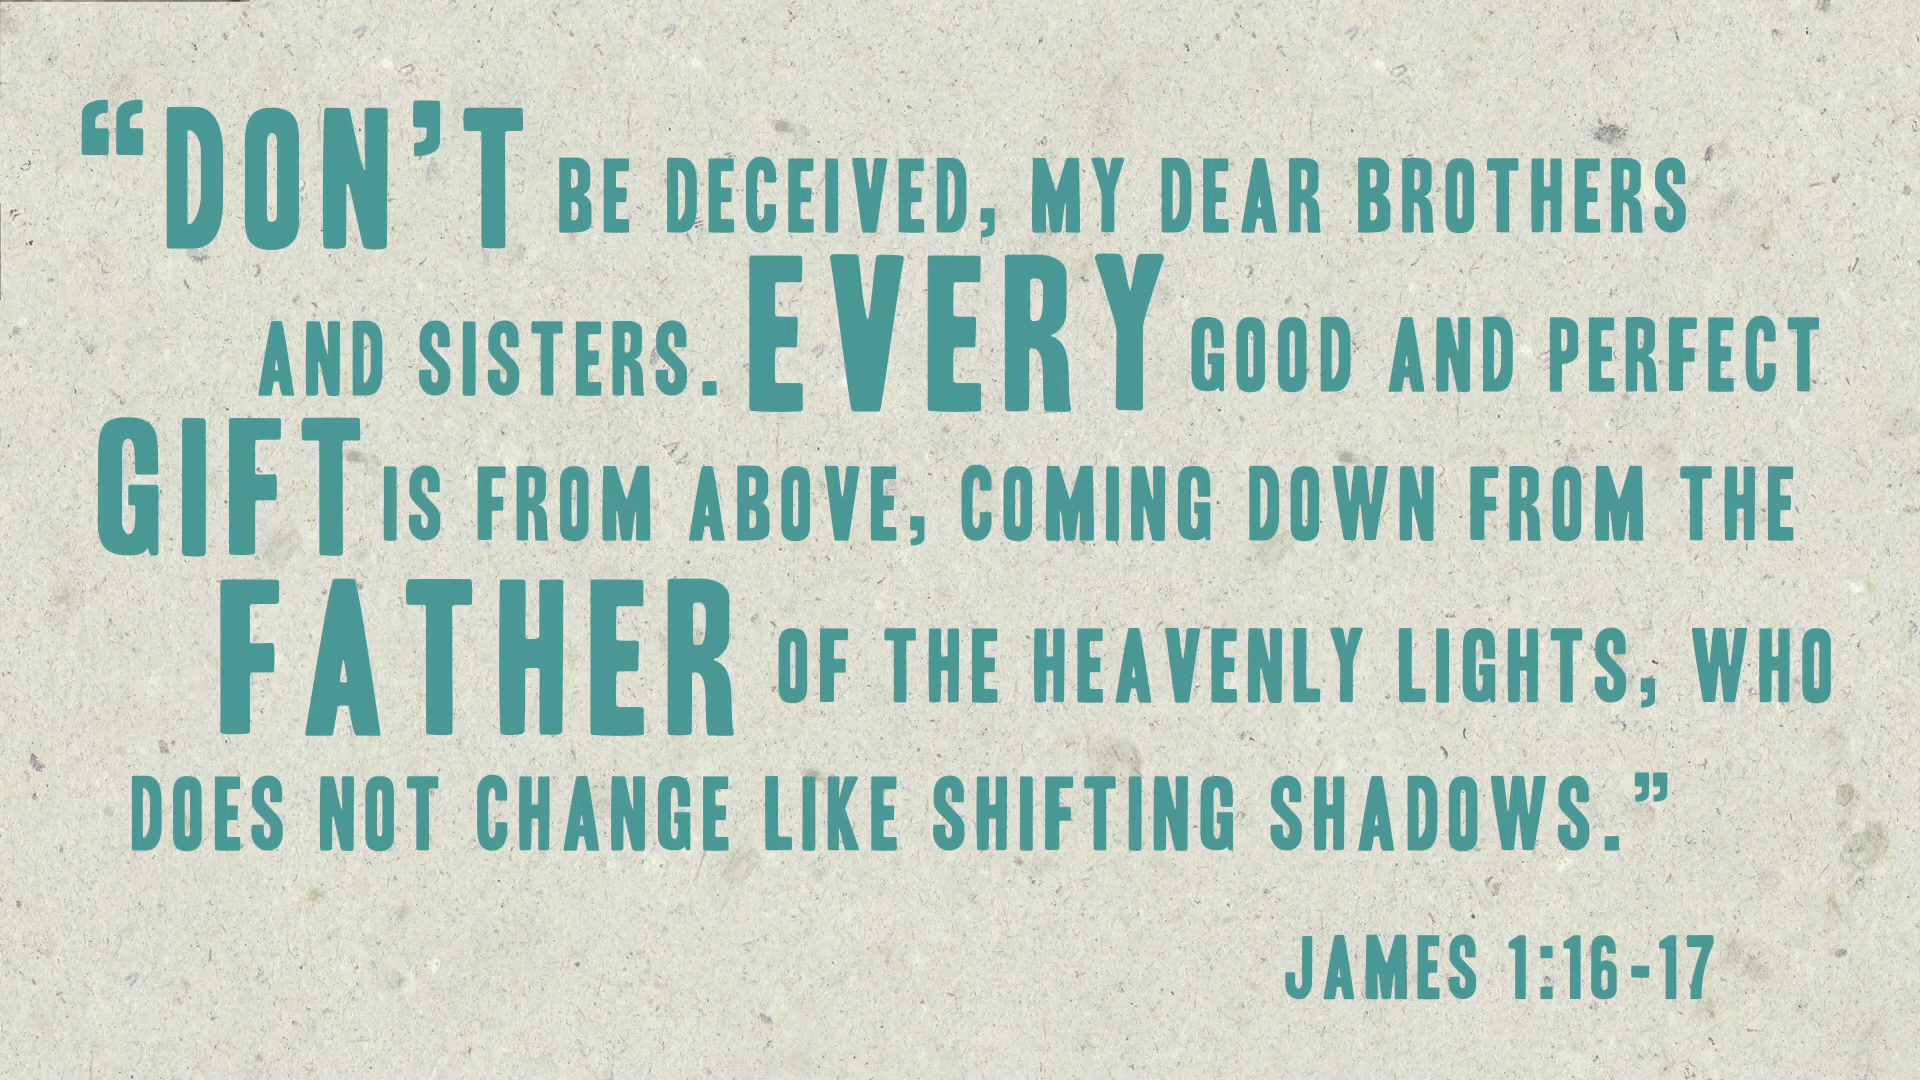 “DON’T BE DECEIVED, MY DEAR BROTHERS
AND SISTERS. EVERY GOOD AND PERFECT
GIFT IS FROM ABOVE, COMING DOWN FROM THE
FATHER OF THE HEAVENLY LIGHTS, WHO
DOES NOT CHANGE LIKE SHIFTING SHADOWS.”
JAMES 1:16-17